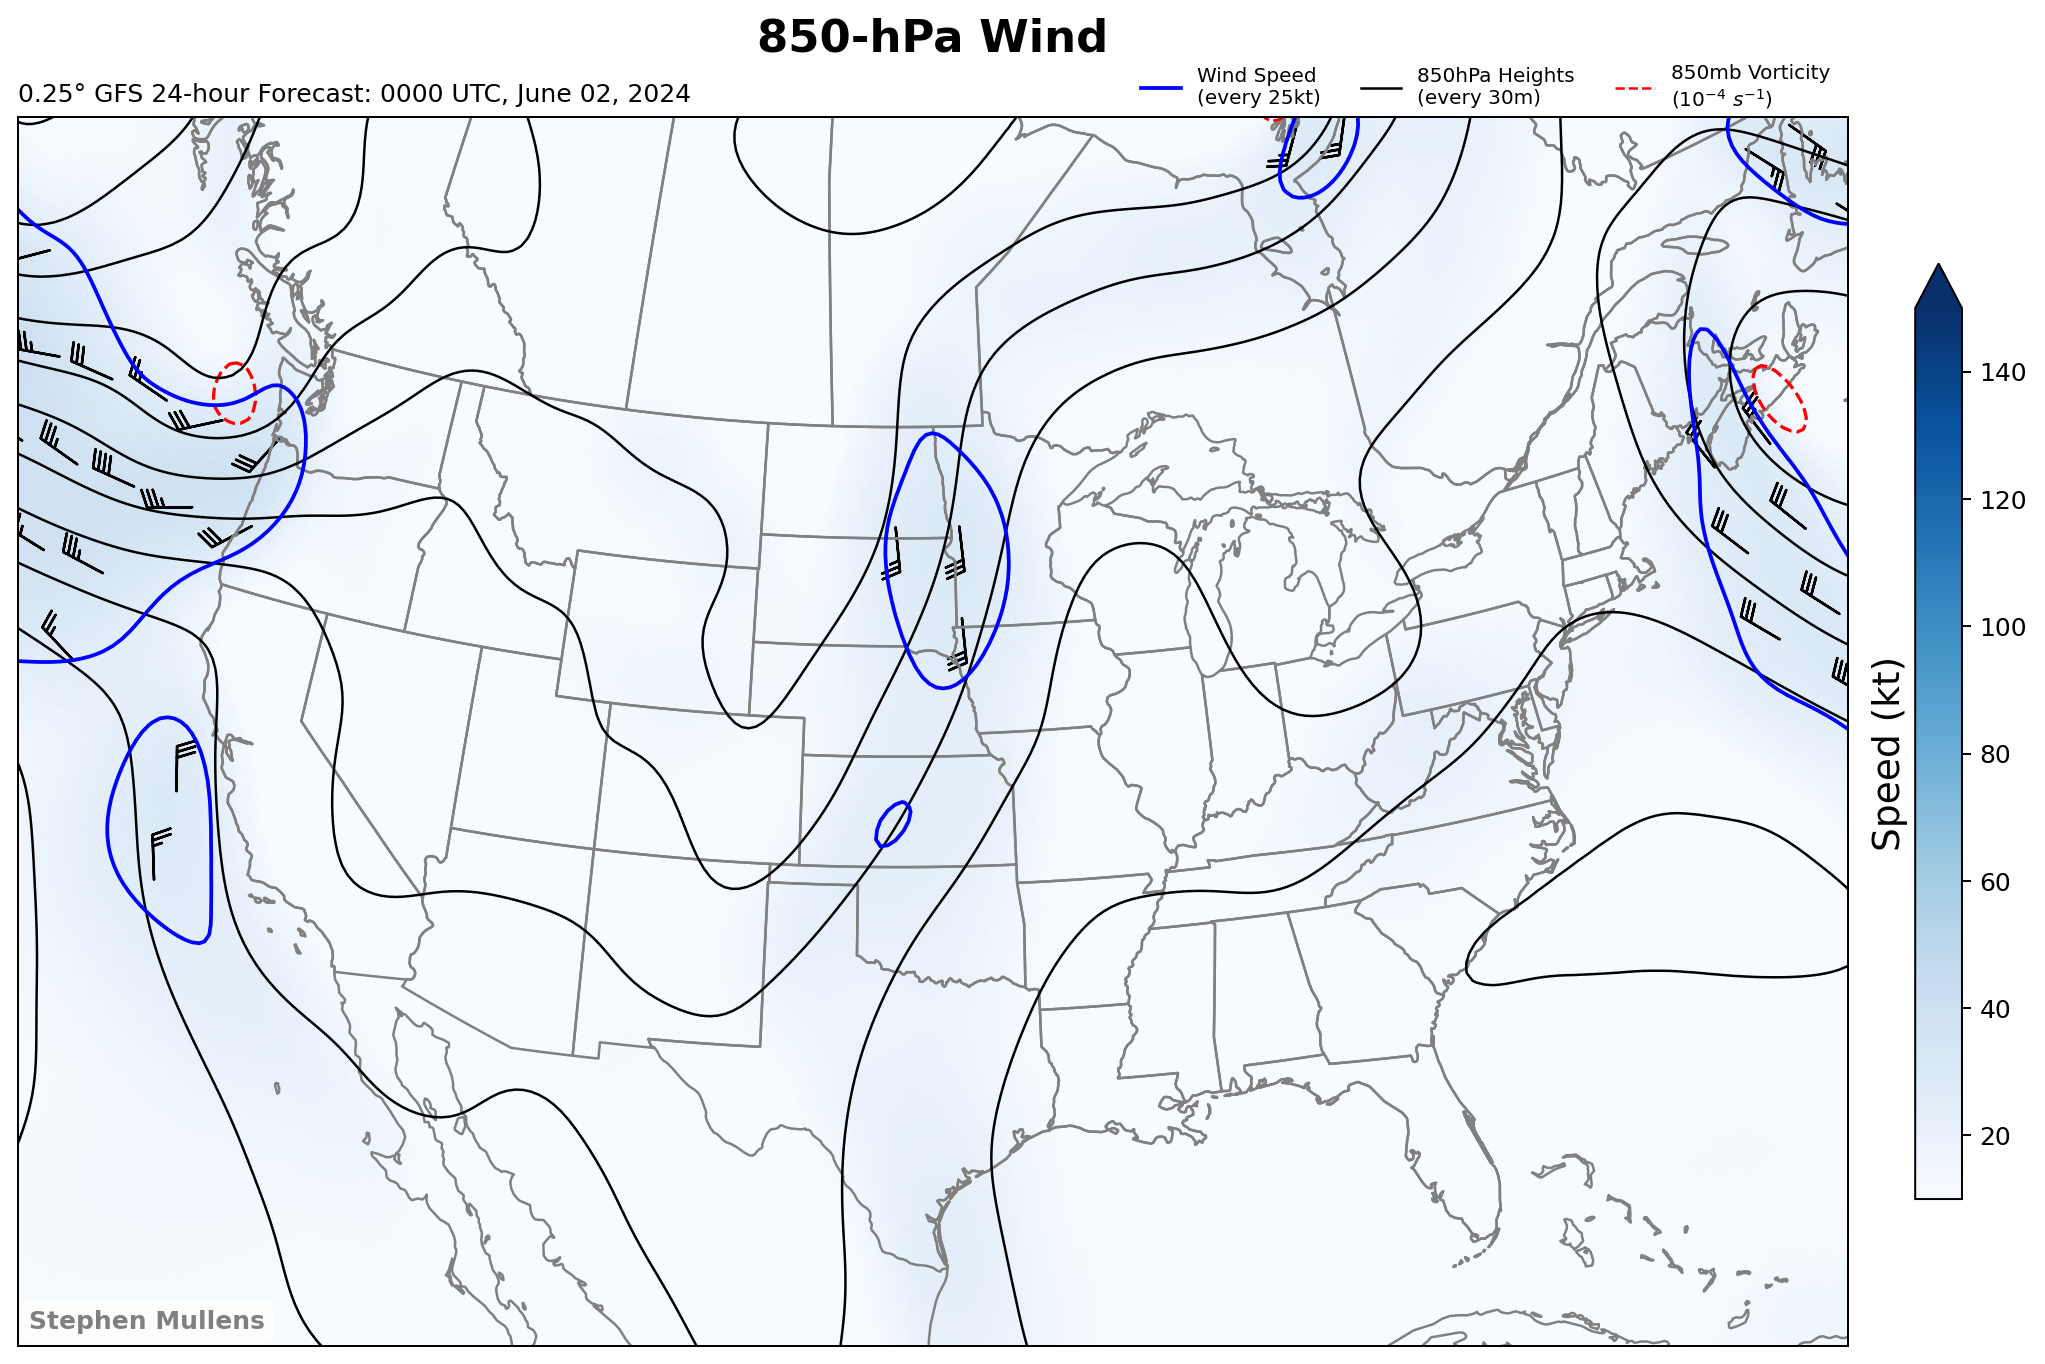 850-hPa Wind
0.25° GFS 24-hour Forecast: 0000 UTC, June 02, 2024
Wind Speed
(every 25kt)
850hPa Heights
(every 30m)
850mb Vorticity
(10⁻⁴ s⁻¹)
140
120
100
80
60
40
20
Speed (kt)
Stephen Mullens